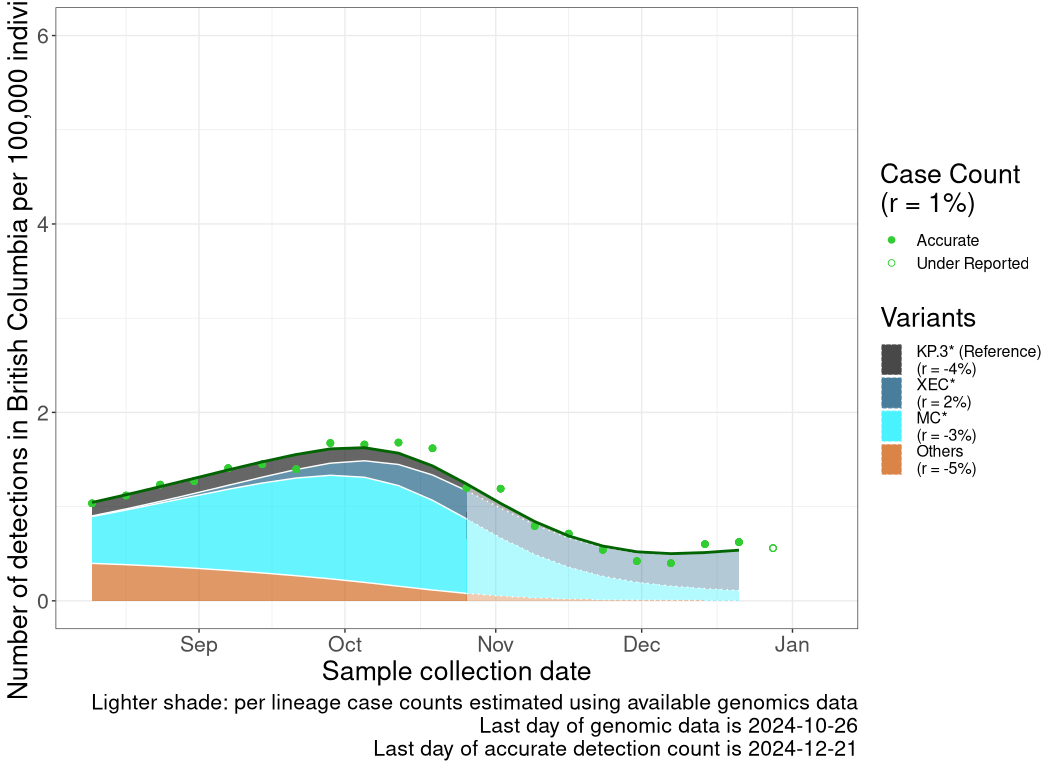 Number of detections in British Columbia per 100,000
6
4
2
0
Sep Oct Nov Dec Jan
Sample collection date
Lighter shade: per lineage case counts estimated using available genomics data
Last day of genomic data is 2024-10-26
Last day of accurate detection count is 2024-12-21
Case Count
(r = 1%)
Accurate
Under Reported
Variants
KP.3* (Reference)
(r = -4%)
XEC*
(r = 2%)
MC*
(r = -3%)
Others
(r = -5%)